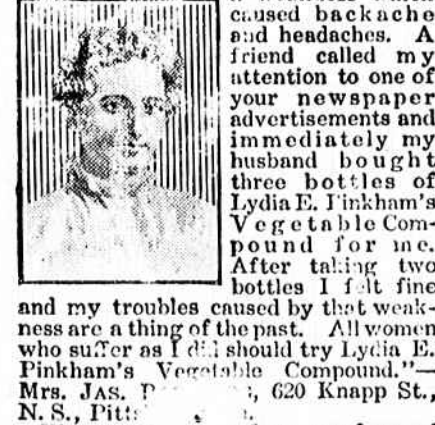 caused backache
and headaches. A
friend called my
attention to one of
your newspaper
advertisements and
immediately my
husband bought
three bottles of
Lydia E. Pinkham's
Vegetable Com-
pound for me.
After taking two
bottles I felt fine
and my troubles caused by that weak-
ness are a thing of the past. All women
who suffer as I did should try Lydia E.
Pinkham's Vegetable Compound."—
Mrs. JAS. 620 Knapp St.,
N. S.,